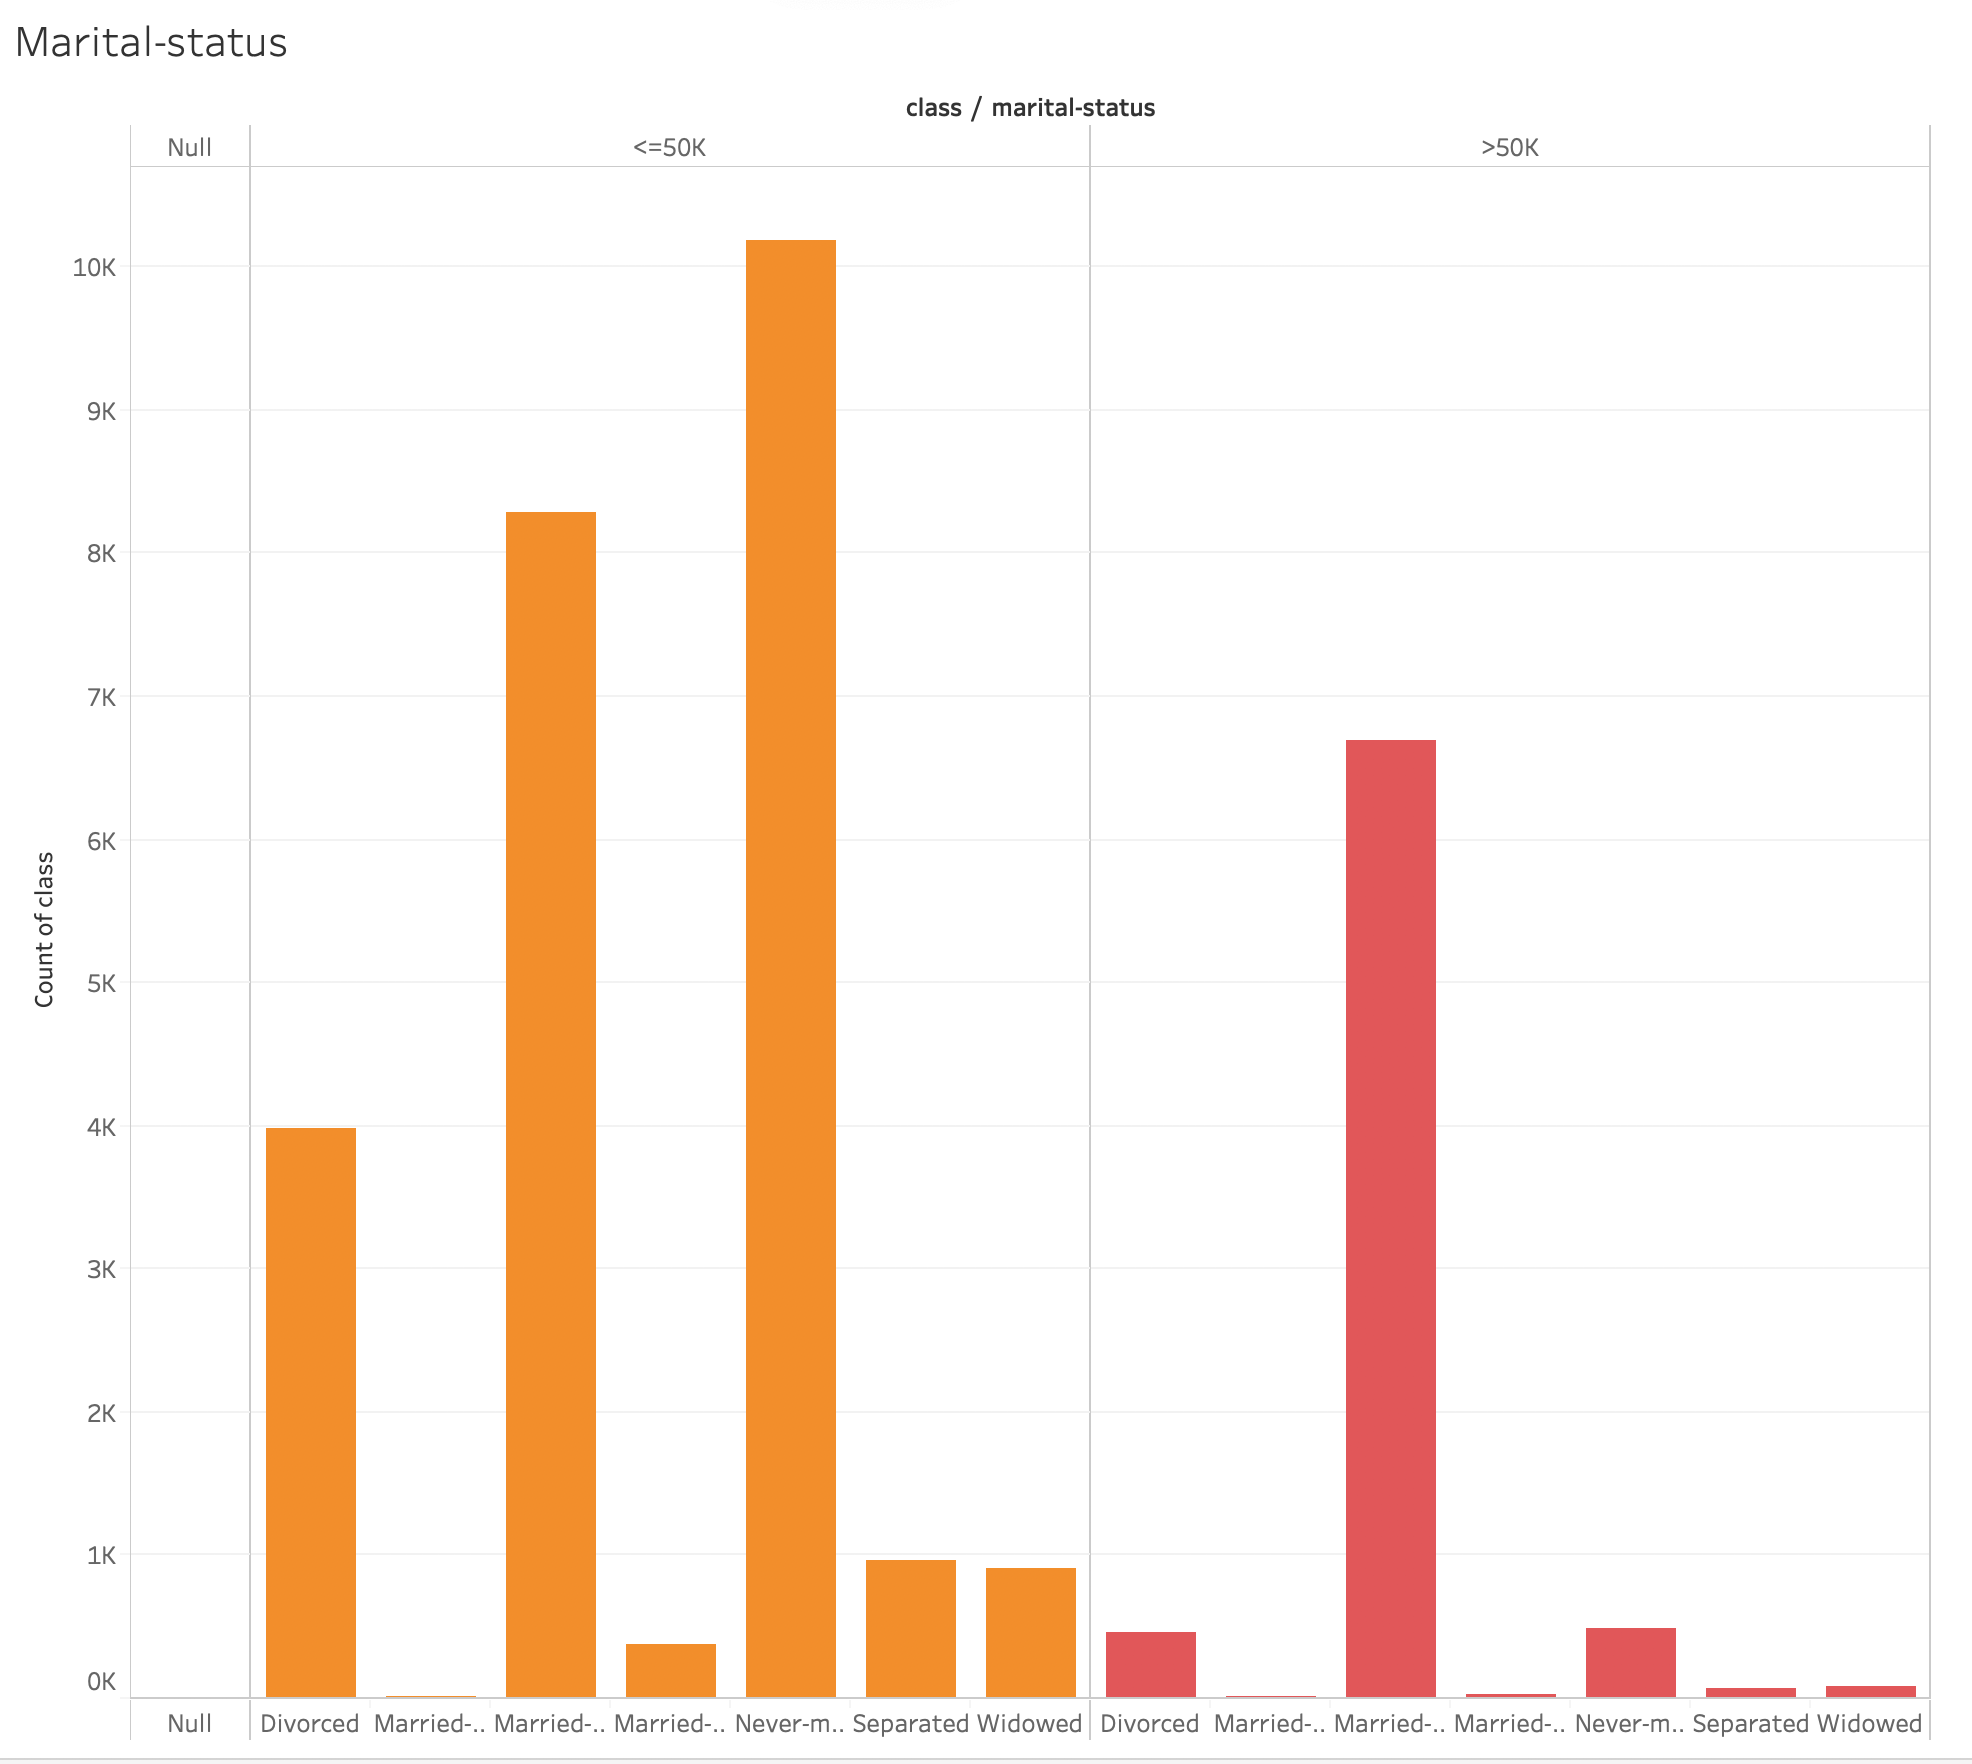 Marital-status
class / marital-status
Null <=50K >50K
10K
9K
8K
7K
6K
5K
4K
3K
2K
1K
0K
Count of class
Null Divorced Married-.. Married-.. Married-.. Never-m.. Separated Widowed Divorced Married-.. Married-.. Married-.. Never-m.. Separated Widowed